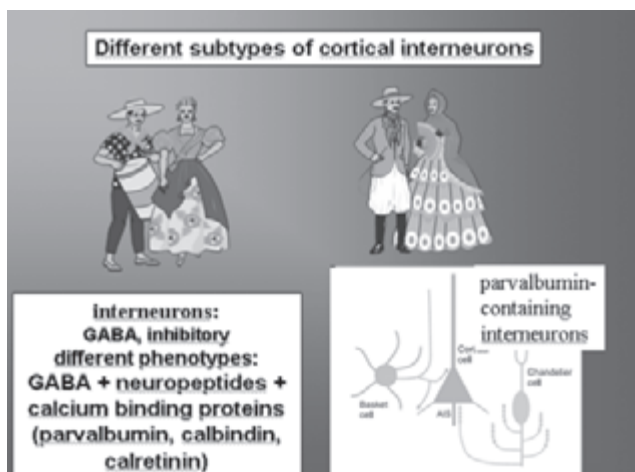 Different subtypes of cortical interneurons
interneurons:
GABA, inhibitory
different phenotypes:
GABA + neuropeptides +
calcium binding proteins
(parvalbumin, calbindin,
calretinin)
parvalbumin-
containing
interneurons
cell
Basket
cell
AIS
Chandelier
cell